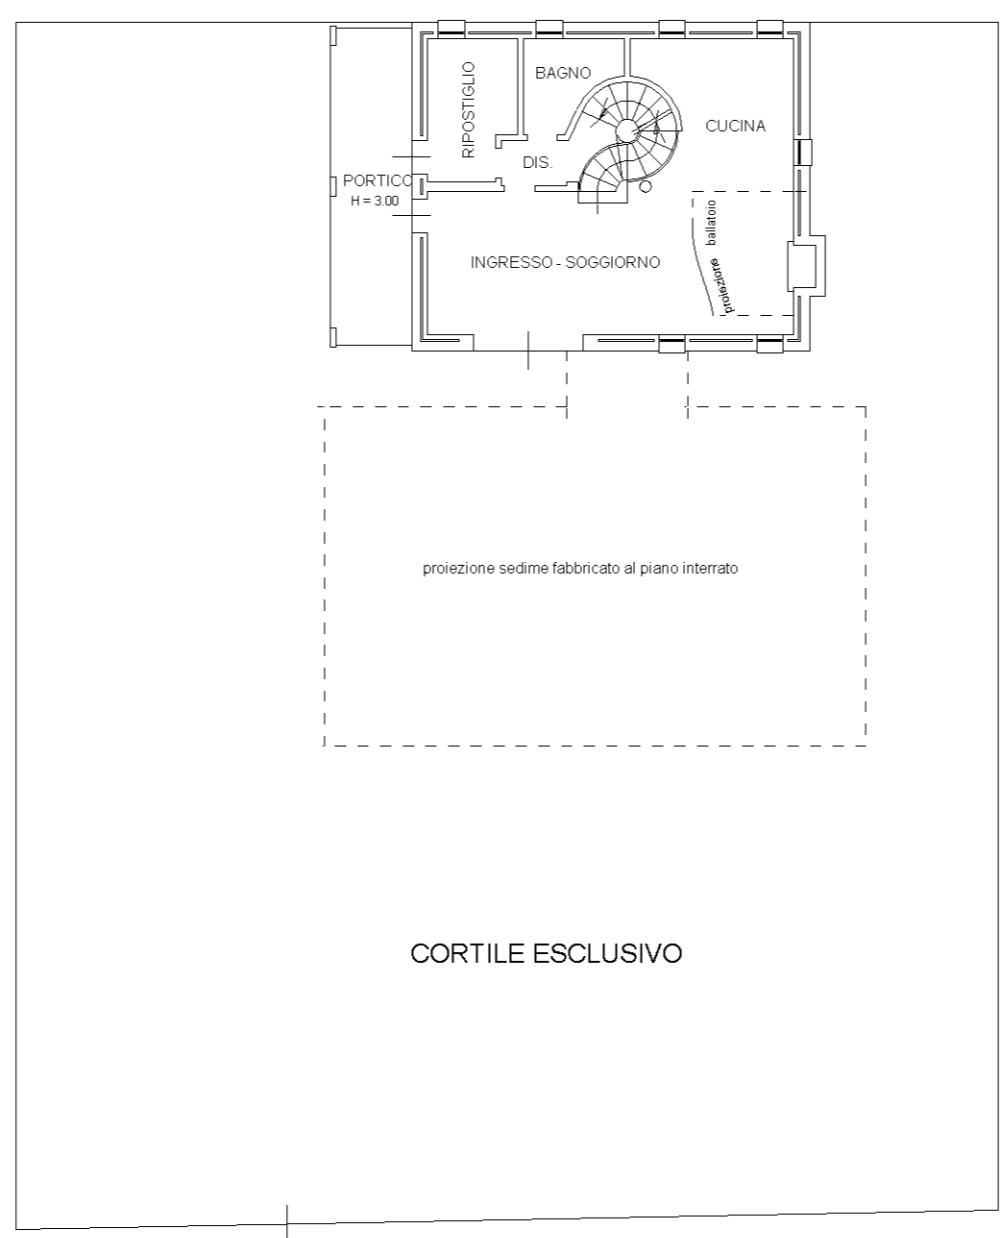 RIPOSTIGLIO
BAGNO
CUCINA
DIS.
PORTICO
H = 3.00
INGRESSO - SOGGIORNO
proiezione ballatoio
proiezione sedime fabbricato al piano interrato
CORTILE ESCLUSIVO